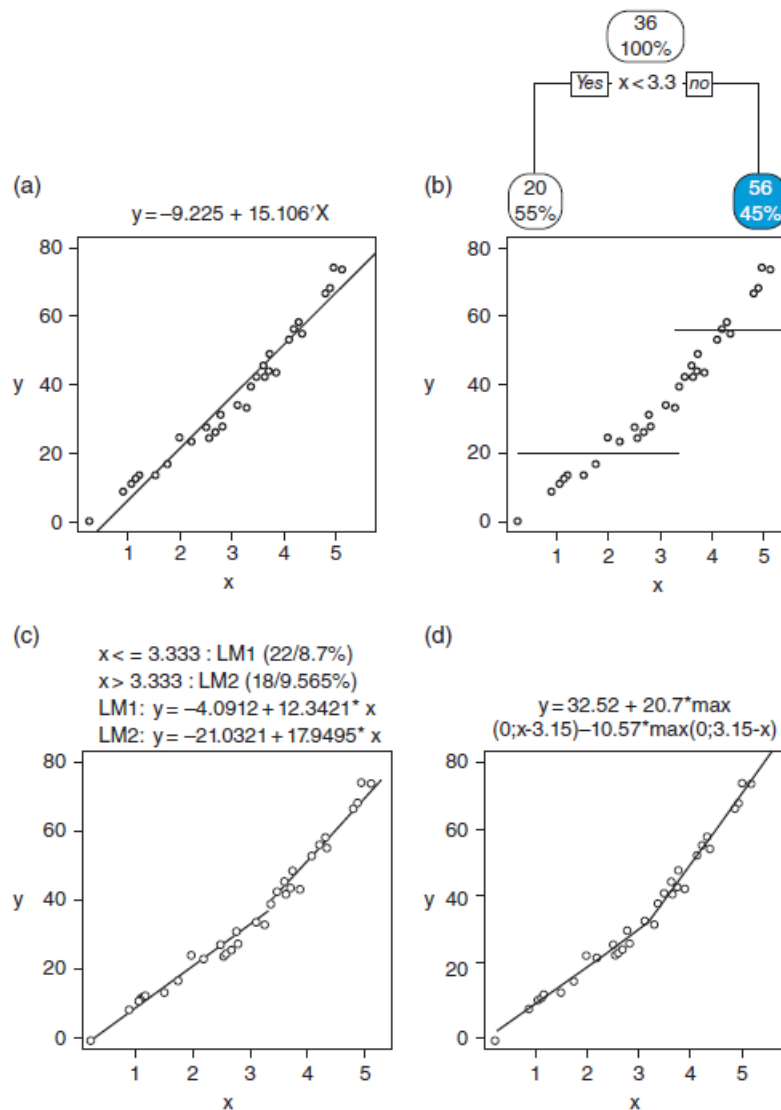 36
100%
Yes x < 3.3 no
(a)
(b)
20
55%
56
45%
y = –9.225 + 15.106′X
80
60
40
20
0
y
1 2 3 4 5
x
80
60
40
20
0
y
1 2 3 4 5
x
(c)
x < = 3.333 : LM1 (22/8.7%)
x > 3.333 : LM2 (18/9.565%)
LM1: y = –4.0912 + 12.3421* x
LM2: y = –21.0321 + 17.9495* x
80
60
40
20
0
y
1 2 3 4 5
x
(d)
y = 32.52 + 20.7*max
(0;x-3.15)–10.57*max(0;3.15-x)
80
60
40
20
0
y
1 2 3 4 5
x